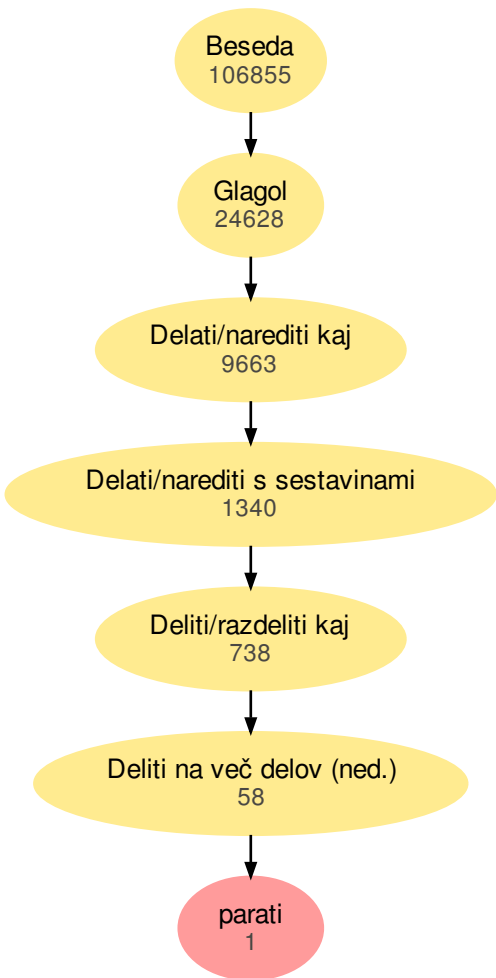 Beseda
106855
Glagol
24628
Delati/narediti kaj
9663
Delati/narediti s sestavinami
1340
Deliti/razdeliti kaj
738
Deliti na več delov (ned.)
58
parati
1